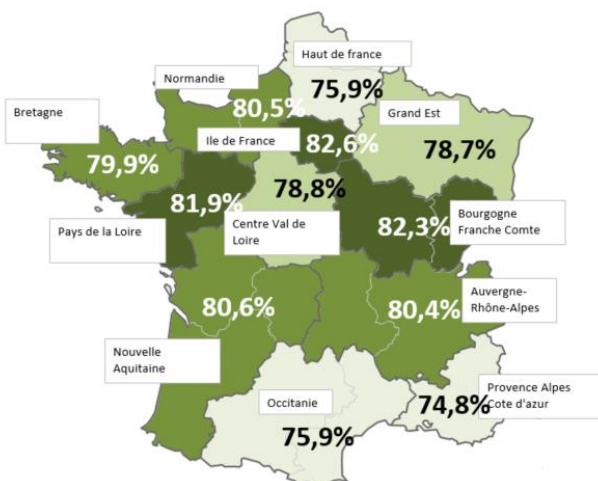 Haut de france
75,9%
Normandie
80,5%
Bretagne
79,9%
Ile de France
82,6%
Grand Est
78,7%
Pays de la Loire
81,9%
78,8%
Centre Val de
Loire
82,3%
Bourgogne
Franche Comte
80,6%
80,4%
Auvergne-
Rhône-Alpes
Nouvelle
Aquitaine
Occitanie
75,9%
74,8%
Provence Alpes
Cote d'azur